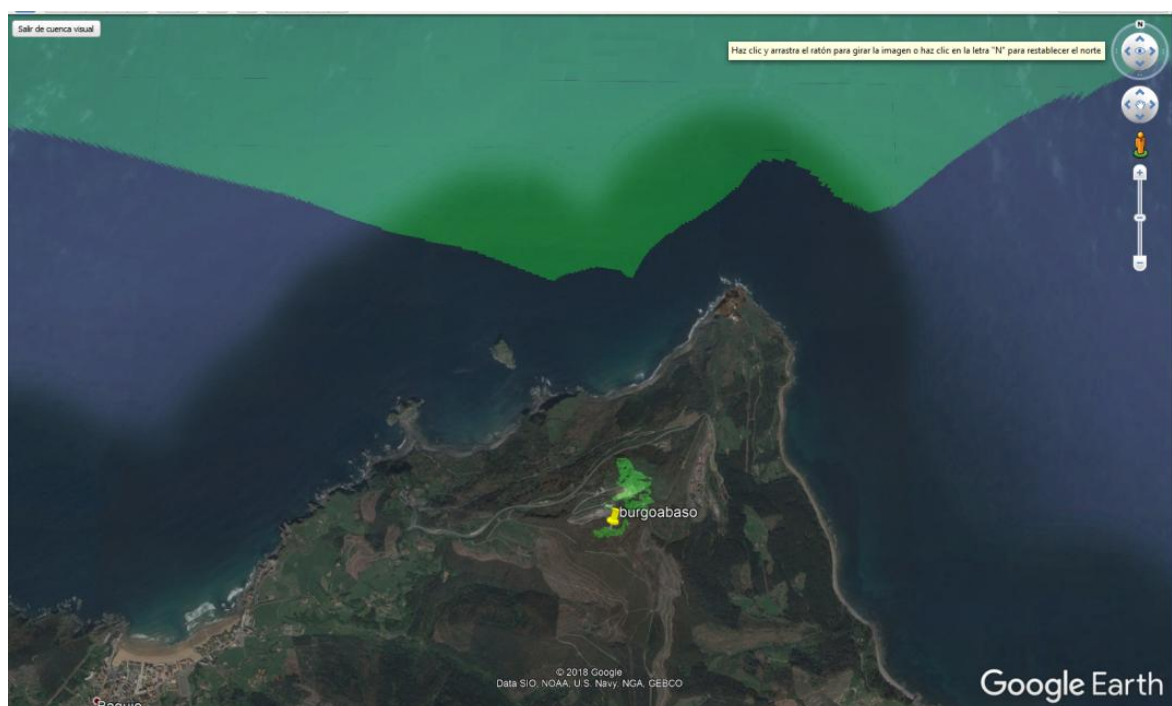 Salir de cuenca visual
Haz clic y arrastra el ratón para girar la imagen o haz clic en la letra "N" para restablecer el norte
N
burgoabaso
© 2018 Google
Data SIO, NOAA, U.S. Navy, NGA, GEBCO
Google Earth